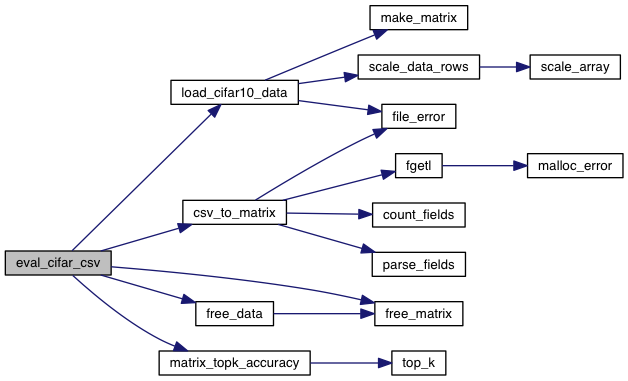 make_matrix
scale_data_rows
scale_array
load_cifar10_data
file_error
fgetl
malloc_error
csv_to_matrix
count_fields
eval_cifar_csv
parse_fields
free_data
free_matrix
matrix_topk_accuracy
top_k